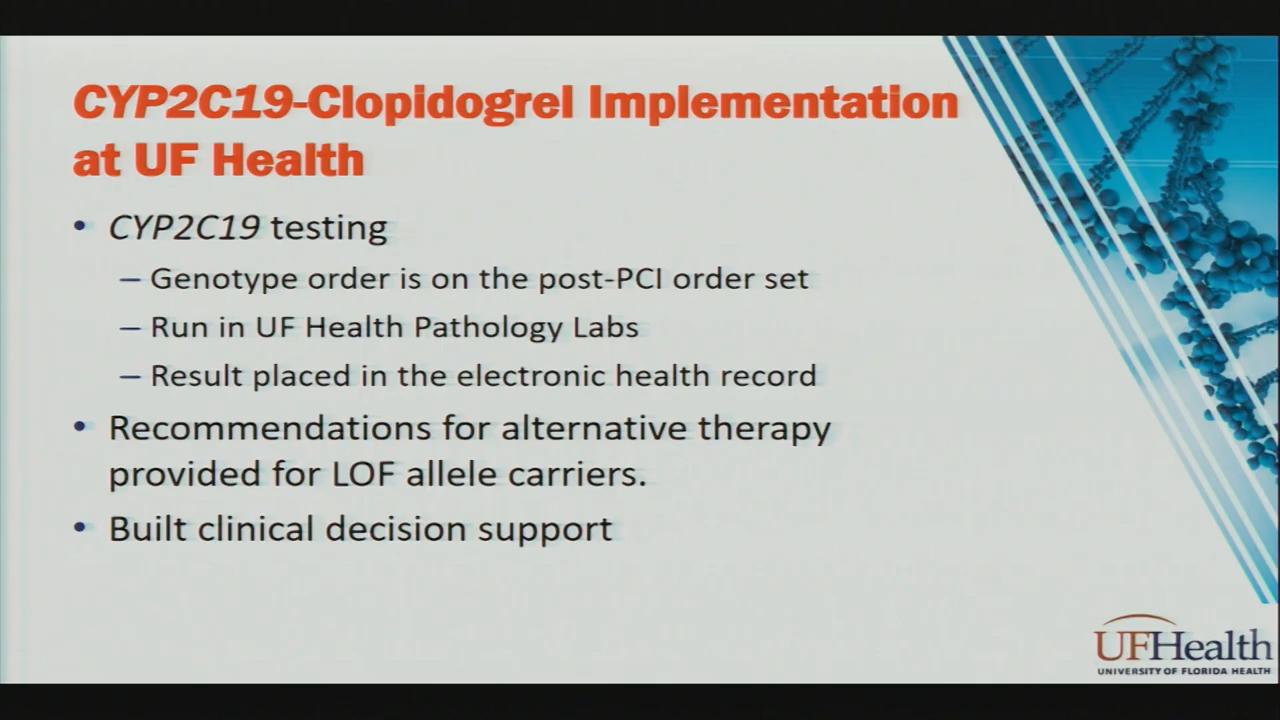 CYP2C19-Clopidogrel Implementation
at UF Health
• CYP2C19 testing
– Genotype order is on the post-PCI order set
– Run in UF Health Pathology Labs
– Result placed in the electronic health record
• Recommendations for alternative therapy
provided for LOF allele carriers.
• Built clinical decision support
UFHealth
UNIVERSITY OF FLORIDA HEALTH